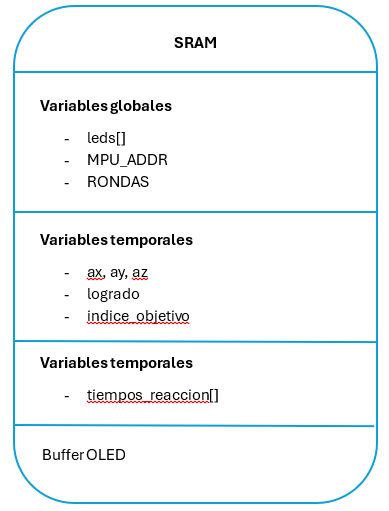 SRAM
Variables globales
- leds[]
- MPU_ADDR
- RONDAS
Variables temporales
- ax, ay, az
- logrado
- indice_objetivo
Variables temporales
- tiempos_reaccion[]
Buffer OLED